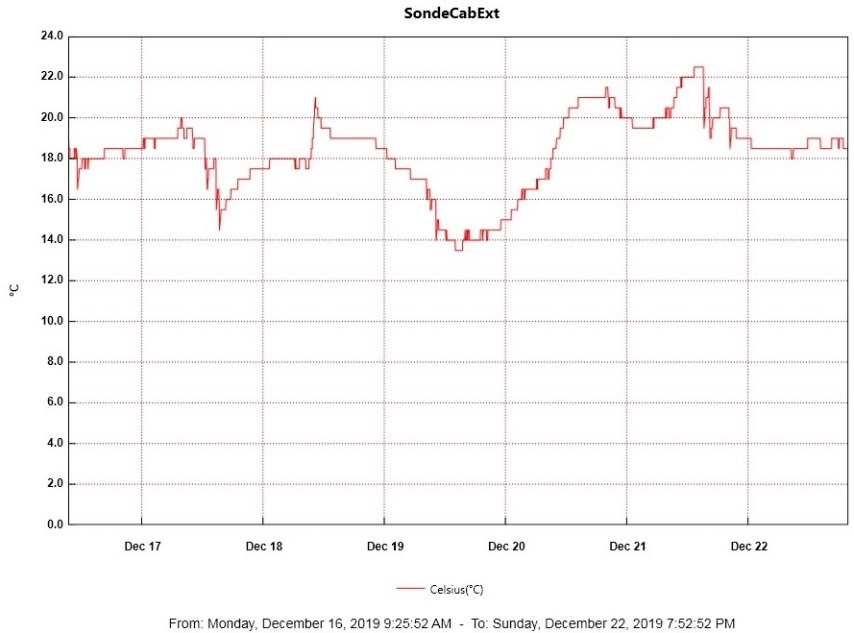 SondeCabExt
24.0
22.0
20.0
18.0
16.0
14.0
12.0
°C
10.0
8.0
6.0
4.0
2.0
0.0
Dec 17 Dec 18 Dec 19 Dec 20 Dec 21 Dec 22
Celsius(°C)
From: Monday, December 16, 2019 9:25:52 AM - To: Sunday, December 22, 2019 7:52:52 PM